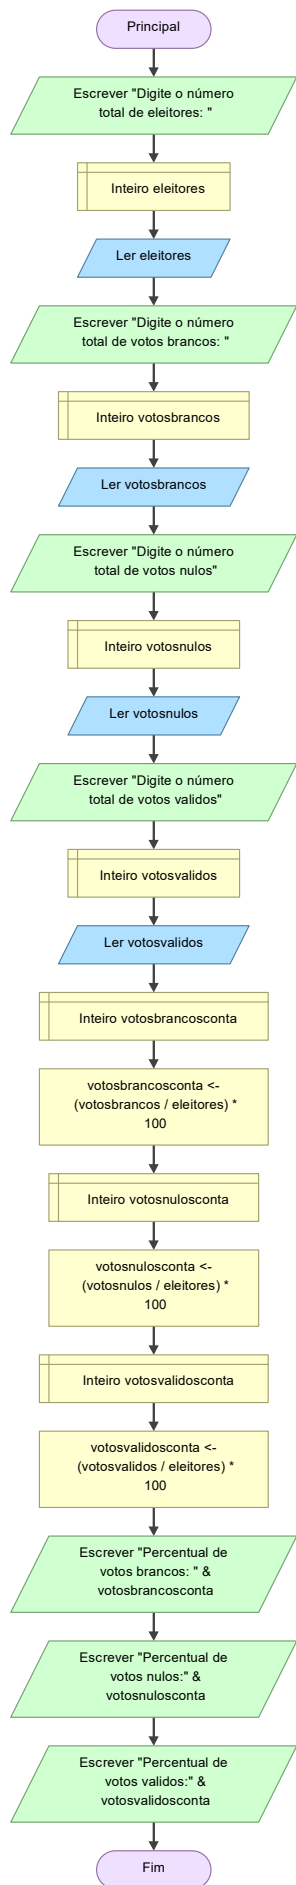 Principal
Escrever "Digite o número
total de eleitores: "
Inteiro eleitores
Ler eleitores
Escrever "Digite o número
total de votos brancos: "
Inteiro votosbrancos
Ler votosbrancos
Escrever "Digite o número
total de votos nulos"
Inteiro votosnulos
Ler votosnulos
Escrever "Digite o número
total de votos validos"
Inteiro votosvalidos
Ler votosvalidos
Inteiro votosbrancosconta
votosbrancosconta <-
(votosbrancos / eleitores) *
100
Inteiro votosnulosconta
votosnulosconta <-
(votosnulos / eleitores) *
100
Inteiro votosvalidosconta
votosvalidosconta <-
(votosvalidos / eleitores) *
100
Escrever "Percentual de
votos brancos: " &
votosbrancosconta
Escrever "Percentual de
votos nulos:" &
votosnulosconta
Escrever "Percentual de
votos validos:" &
votosvalidosconta
Fim